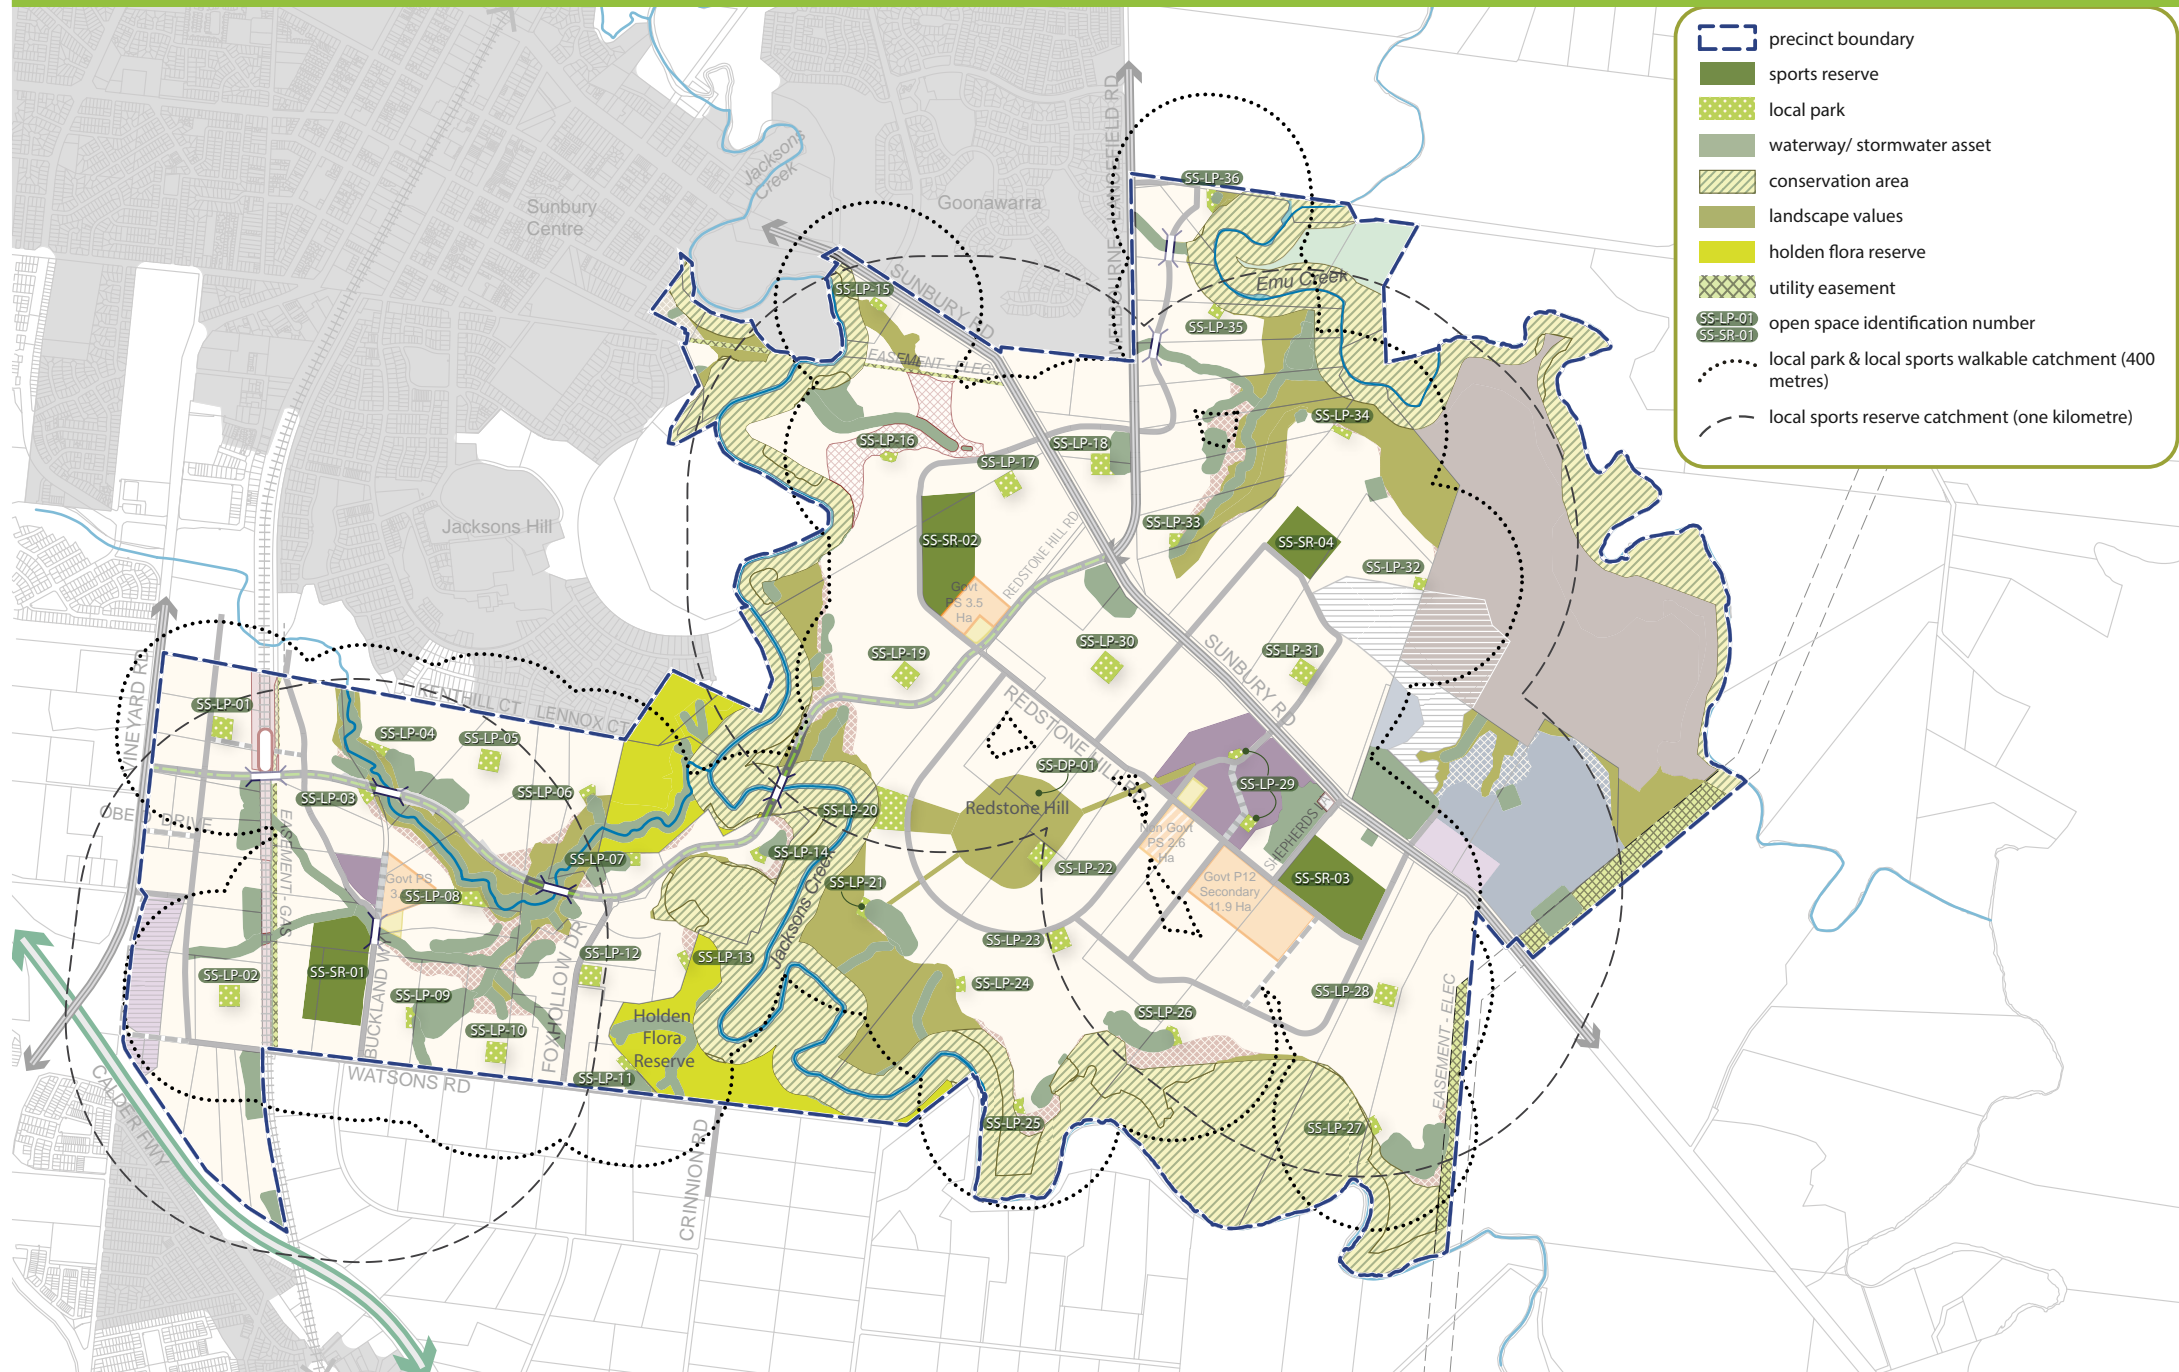 precinct boundary
sports reserve
local park
waterway/ stormwater asset
conservation area
landscape values
holden flora reserve
utility easement
SS-LP-01
SS-SR-01
open space identification number
local park & local sports walkable catchment (400
metres)
local sports reserve catchment (one kilometre)
Jacksons
Creek
Sunbury
Centre
Goonawarra
SS-LP-36
SUNBURY RD
SS-LP-15
Emu Creek
SS-LP-35
EASEMENT - ELEC
SS-LP-34
SS-LP-16
SS-LP-18
SS-LP-17
Jacksons Hill
SS-LP-33
SS-SR-02
REDSTONE HILL RD
SS-SR-04
SS-LP-32
Govt
PS 3.5
Ha
SS-LP-30
SS-LP-19
SS-LP-31
SUNBURY RD
VINEYARD RD
LENNOX CT
REDSTONE HILL RD
SS-LP-01
SS-LP-04
SS-LP-05
SS-DP-01
SS-LP-29
SS-LP-03
SS-LP-06
SS-LP-20
Redstone Hill
EASEMENT - GAS
Non Govt
PS 2.6
Ha
SS-LP-07
SS-LP-14
SS-LP-22
SS-LP-21
Govt PS
SS-LP-08
Govt P12
Secondary
11.9 Ha
SS-SR-03
Jacksons Creek
SS-LP-23
SS-LP-12
SS-LP-13
SS-LP-02
SS-SR-01
SS-LP-09
SS-LP-24
SS-LP-28
BUCKLAND WY
FOXHOLLOW DR
SS-LP-10
Holden
Flora
Reserve
SS-LP-26
EASEMENT - ELEC
SS-LP-11
WATSONS RD
CALDER FWY
SS-LP-25
SS-LP-27
CRINNION RD